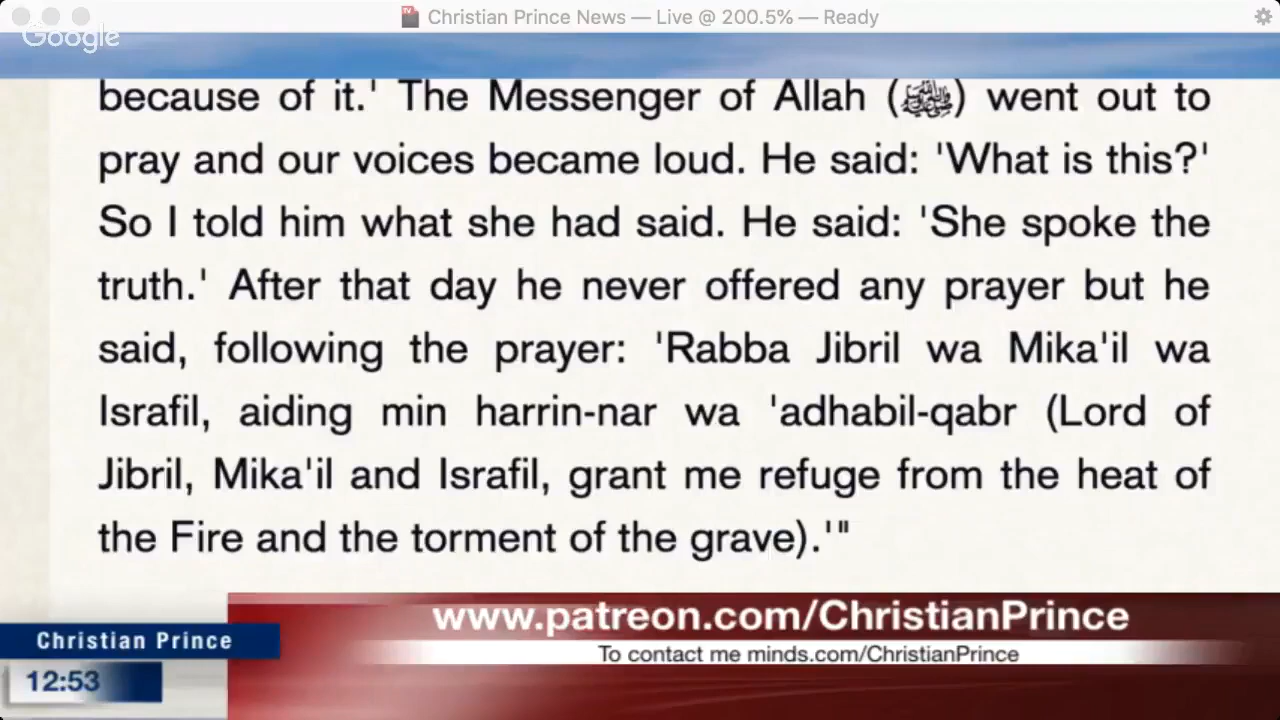 Christian Prince News — Live @ 200.5% — Ready
Google
because of it.' The Messenger of Allah (ﷺ) went out to
pray and our voices became loud. He said: 'What is this?'
So I told him what she had said. He said: 'She spoke the
truth.' After that day he never offered any prayer but he
said, following the prayer: 'Rabba Jibril wa Mika'il wa
Israfil, aiding min harrin-nar wa 'adhabil-qabr (Lord of
Jibril, Mika'il and Israfil, grant me refuge from the heat of
the Fire and the torment of the grave).'"
www.patreon.com/ChristianPrince
Christian Prince
To contact me minds.com/ChristianPrince
12:53